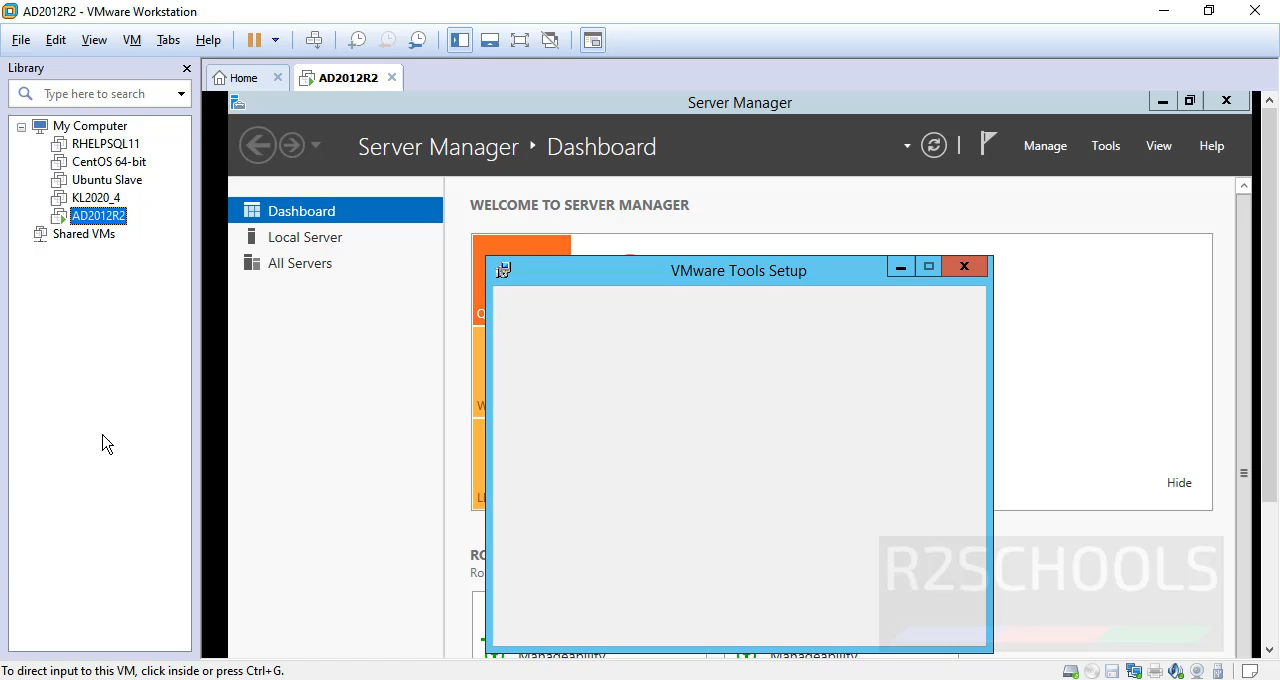 AD2012R2 - VMware Workstation
File Edit View VM Tabs Help
Library
Type here to search
My Computer
RHELPSQL11
CentOS 64-bit
Ubuntu Slave
KL2020_4
AD2012R2
Shared VMs
Home
AD2012R2
Server Manager
Server Manager • Dashboard
Manage Tools View Help
Dashboard
Local Server
All Servers
WELCOME TO SERVER MANAGER
VMware Tools Setup
Hide
R2SCHOOLS
Manageability
Manageability
To direct input to this VM, click inside or press Ctrl+G.